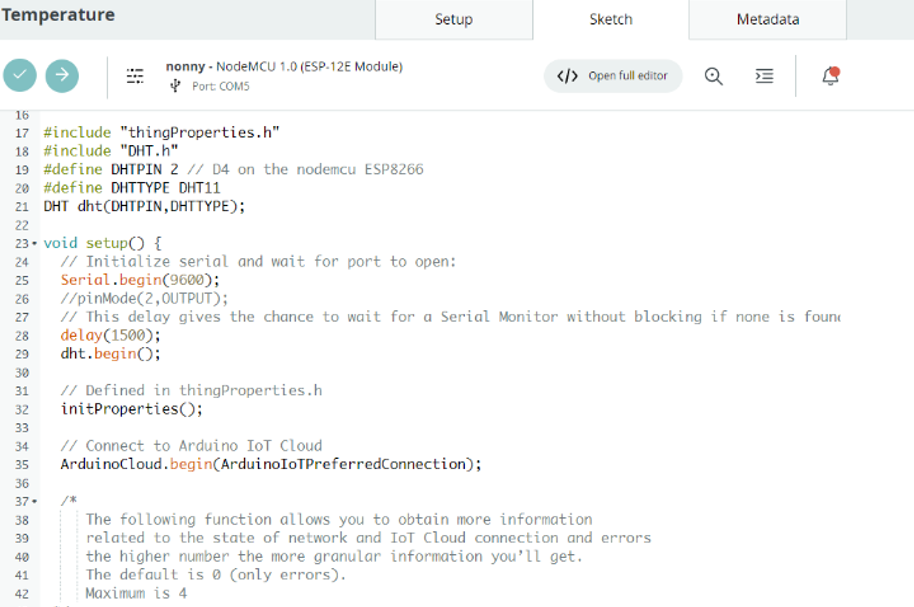 Temperature
Setup
Sketch
Metadata
nonny - NodeMCU 1.0 (ESP-12E Module)
Port: COM5
</> Open full editor
16
17 #include "thingProperties.h"
18 #include "DHT.h"
19 #define DHTPIN 2 // D4 on the nodemcu ESP8266
20 #define DHTTYPE DHT11
21 DHT dht(DHTPIN,DHTTYPE);
22
23 void setup() {
24 // Initialize serial and wait for port to open:
25 Serial.begin(9600);
26 //pinMode(2,OUTPUT);
27 // This delay gives the chance to wait for a Serial Monitor without blocking if none is
28 delay(1500);
29 dht.begin();
30
31 // Defined in thingProperties.h
32 initProperties();
33
34 // Connect to Arduino IoT Cloud
35 ArduinoCloud.begin(ArduinoIoTPreferredConnection);
36
37 /*
38 The following function allows you to obtain more information
39 related to the state of network and IoT Cloud connection and errors
40 the higher number the more granular information you'll get.
41 The default is 0 (only errors).
42 Maximum is 4